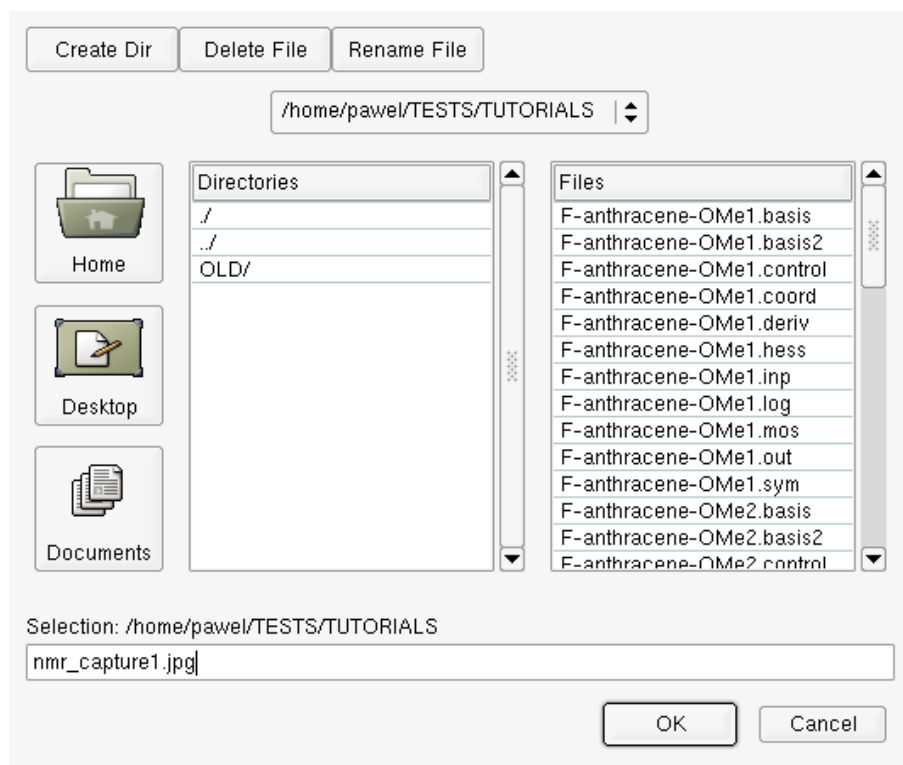 Create Dir Delete File Rename File
/home/pawel/TESTS/TUTORIALS
Home
Desktop
Documents
Directories
./
../
OLD/
Files
F-anthracene-OMe1.basis
F-anthracene-OMe1.basis2
F-anthracene-OMe1.control
F-anthracene-OMe1.coord
F-anthracene-OMe1.deriv
F-anthracene-OMe1.hess
F-anthracene-OMe1.inp
F-anthracene-OMe1.log
F-anthracene-OMe1.mos
F-anthracene-OMe1.out
F-anthracene-OMe1.sym
F-anthracene-OMe2.basis
F-anthracene-OMe2.basis2
F-anthracene-OMe2.control
Selection: /home/pawel/TESTS/TUTORIALS
nmr_capture1.jpg
OK Cancel